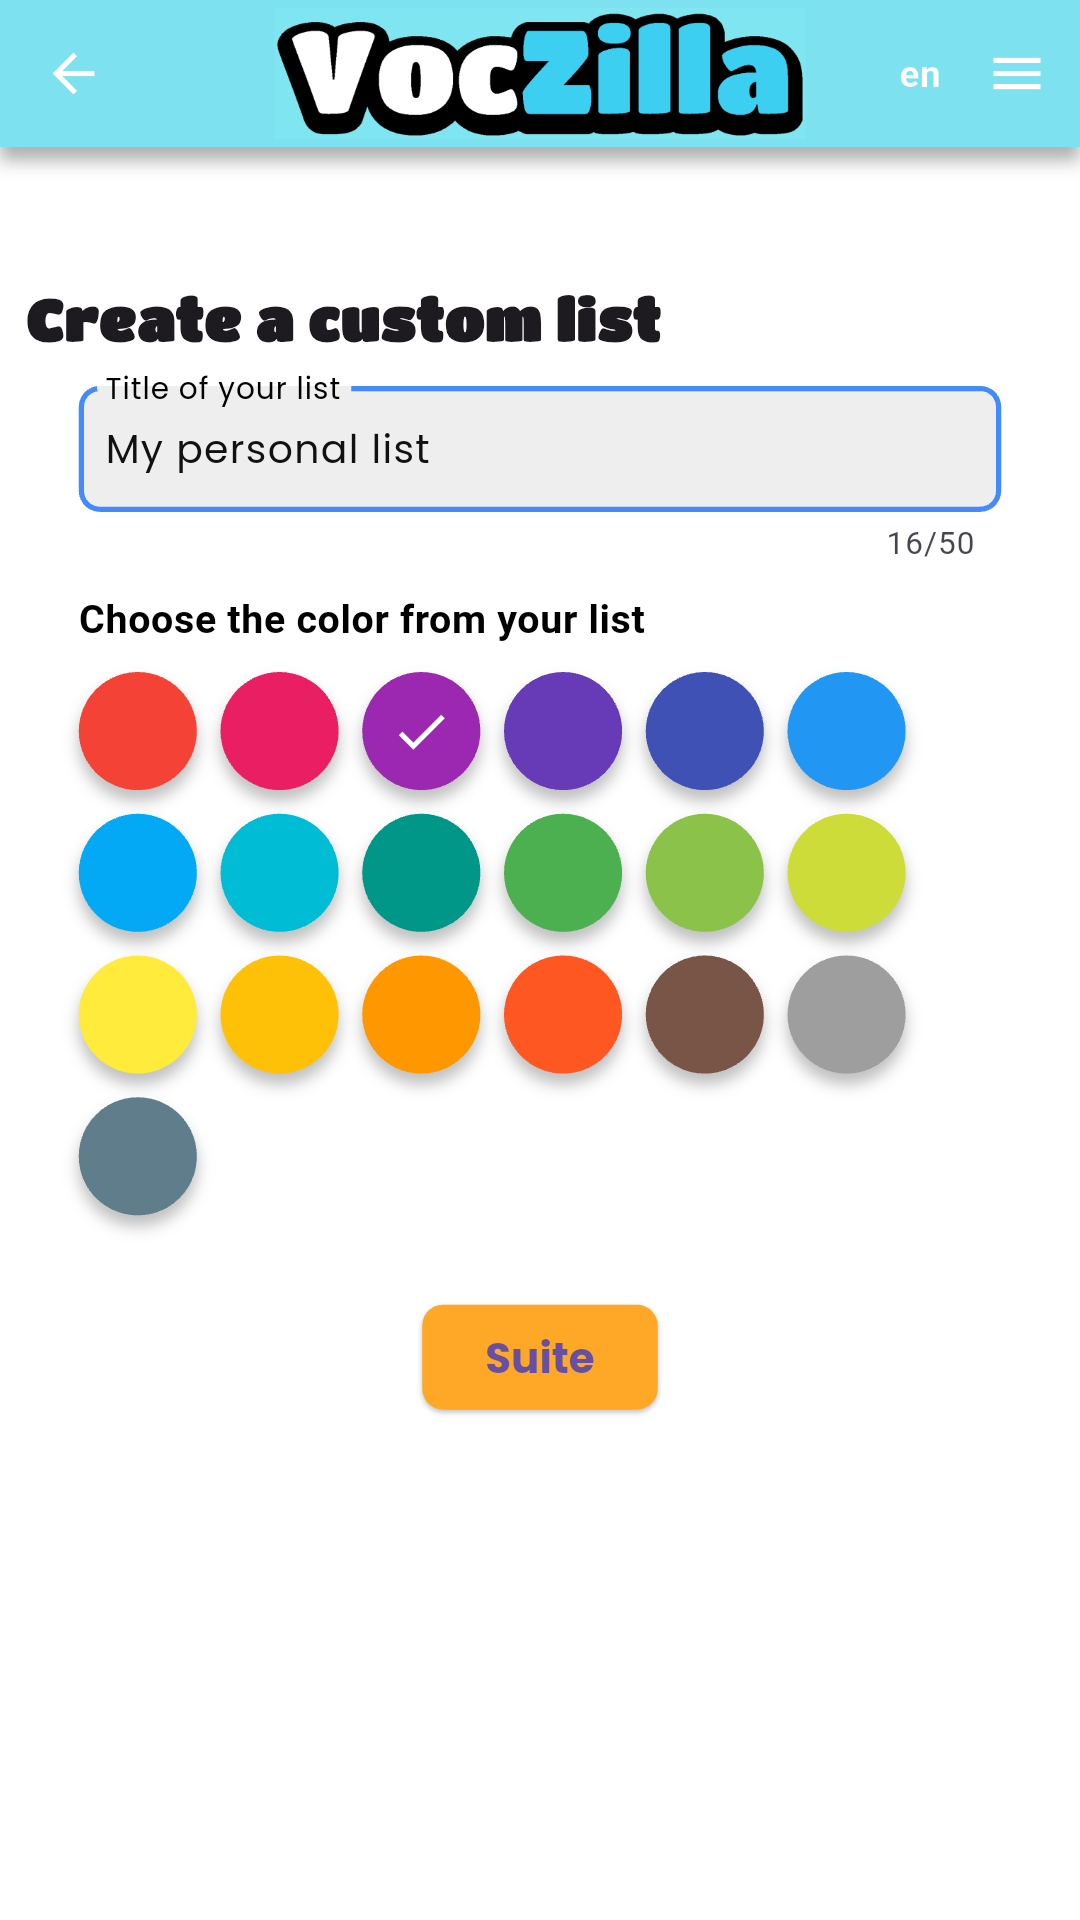 VocZilla
en
Create a custom list
Title of your list
My personal list
16/50
Choose the color from your list
Suite